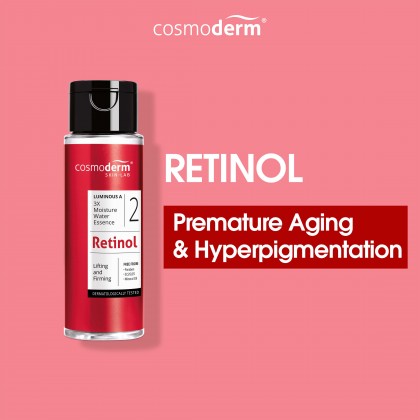 cosmoderm®
cosmoderm®
SKIN LAB
LUMINOUS A
3X
Moisture
Water
Essence
2
Retinol
Lifting
and
Firming
DERMATOLOGICALLY TESTED
RETINOL
Premature Aging
& Hyperpigmentation